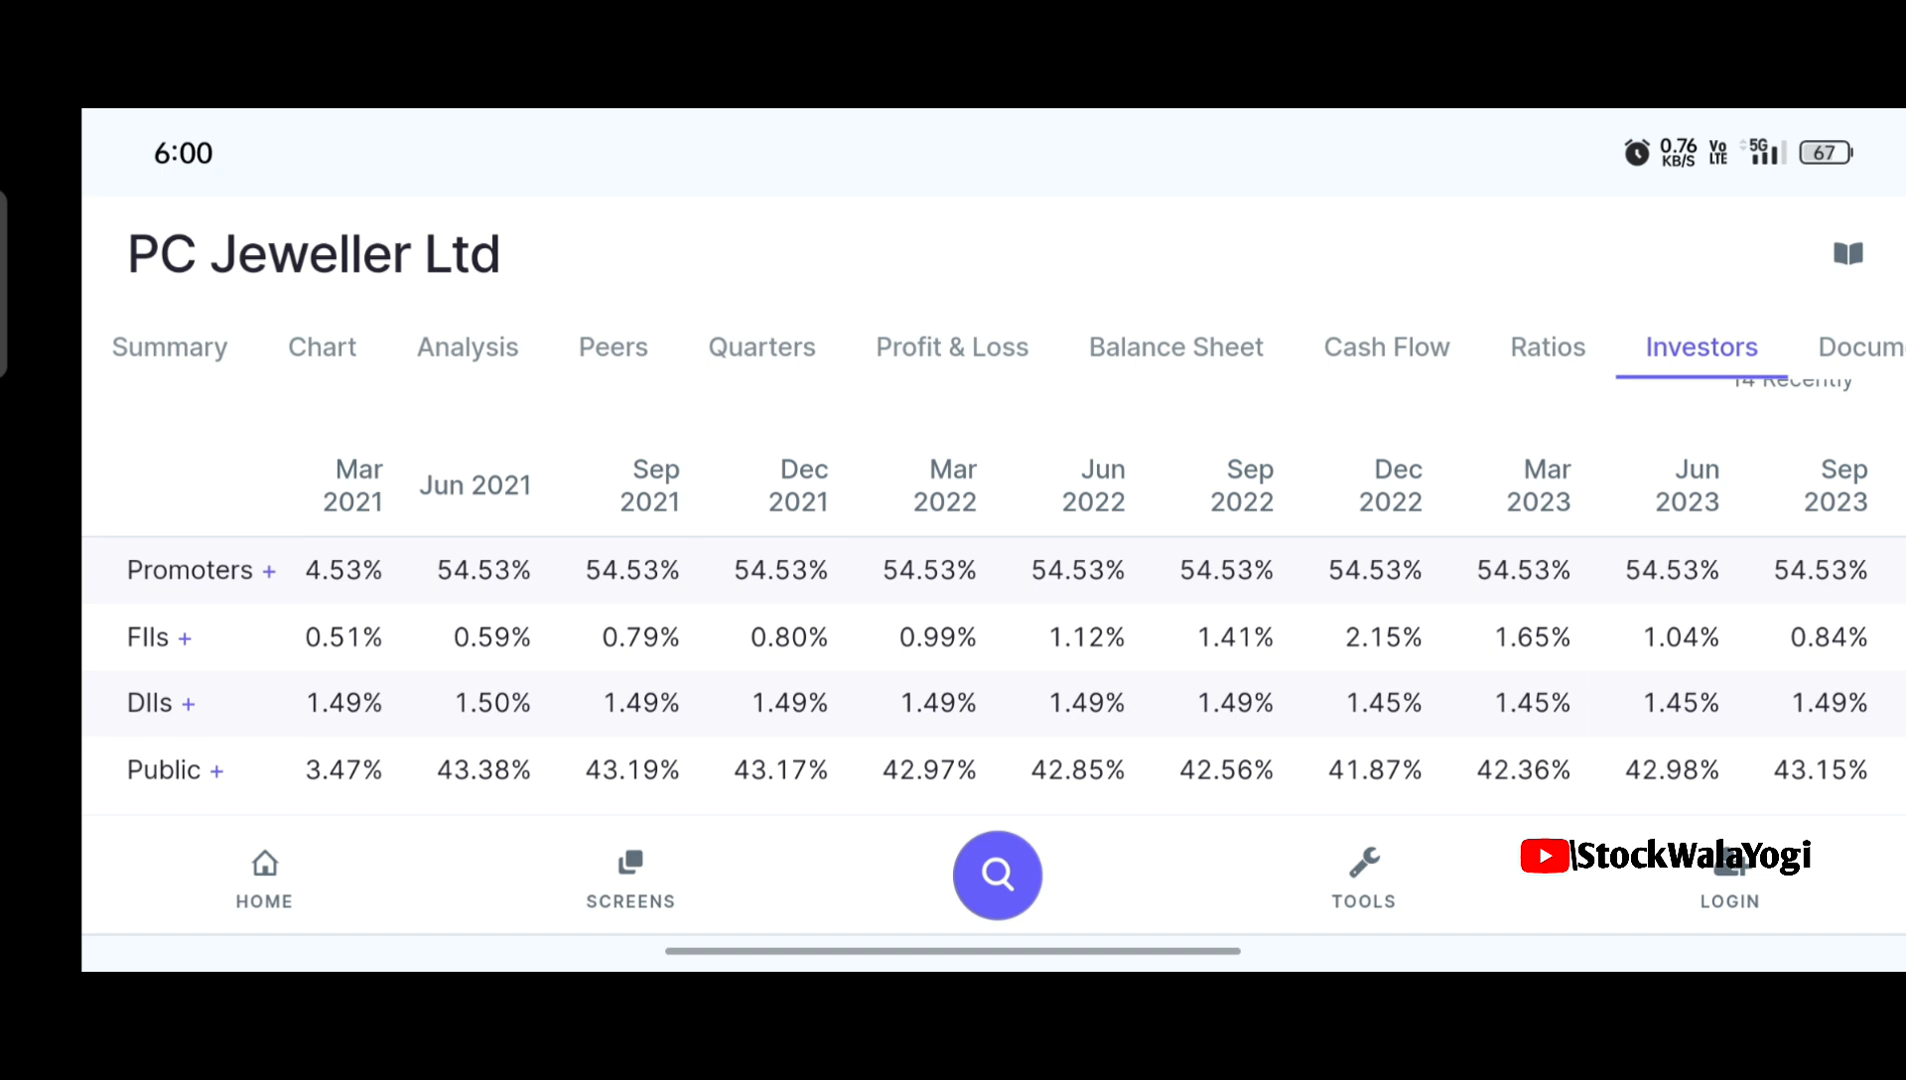 6:00 0.76 KB/S Vo LTE 5G 67
PC Jeweller Ltd
Summary Chart Analysis Peers Quarters Profit & Loss Balance Sheet Cash Flow Ratios Investors Docum
14 Recently
Mar 2021 Jun 2021 Sep 2021 Dec 2021 Mar 2022 Jun 2022 Sep 2022 Dec 2022 Mar 2023 Jun 2023 Sep 2023
Promoters + 4.53% 54.53% 54.53% 54.53% 54.53% 54.53% 54.53% 54.53% 54.53% 54.53% 54.53%
FIIs + 0.51% 0.59% 0.79% 0.80% 0.99% 1.12% 1.41% 2.15% 1.65% 1.04% 0.84%
DIIs + 1.49% 1.50% 1.49% 1.49% 1.49% 1.49% 1.49% 1.45% 1.45% 1.45% 1.49%
Public + 3.47% 43.38% 43.19% 43.17% 42.97% 42.85% 42.56% 41.87% 42.36% 42.98% 43.15%
\StockWalaYogi
HOME SCREENS TOOLS LOGIN